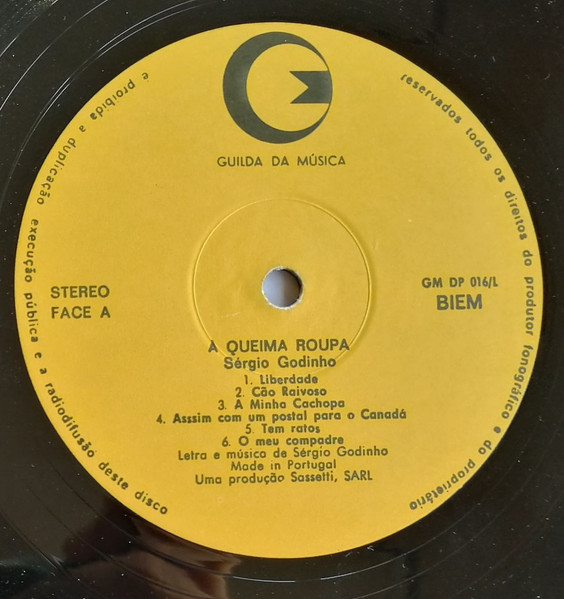 GUILDA DA MÚSICA
reservados todos os direitos do produtor fonográfico e do proprietário
é proibida a duplicação execução pública e a radiodifusão deste disco
STEREO
FACE A
GM DP 016/L
BIEM
A QUEIMA ROUPA
Sérgio Godinho
1. Liberdade
2. Cão Raivoso
3. A Minha Cachopa
4. Asssim com um postal para o Canadá
5. Tem ratos
6. O meu compadre
Letra e música de Sérgio Godinho
Made in Portugal
Uma produção Sassetti, SARL